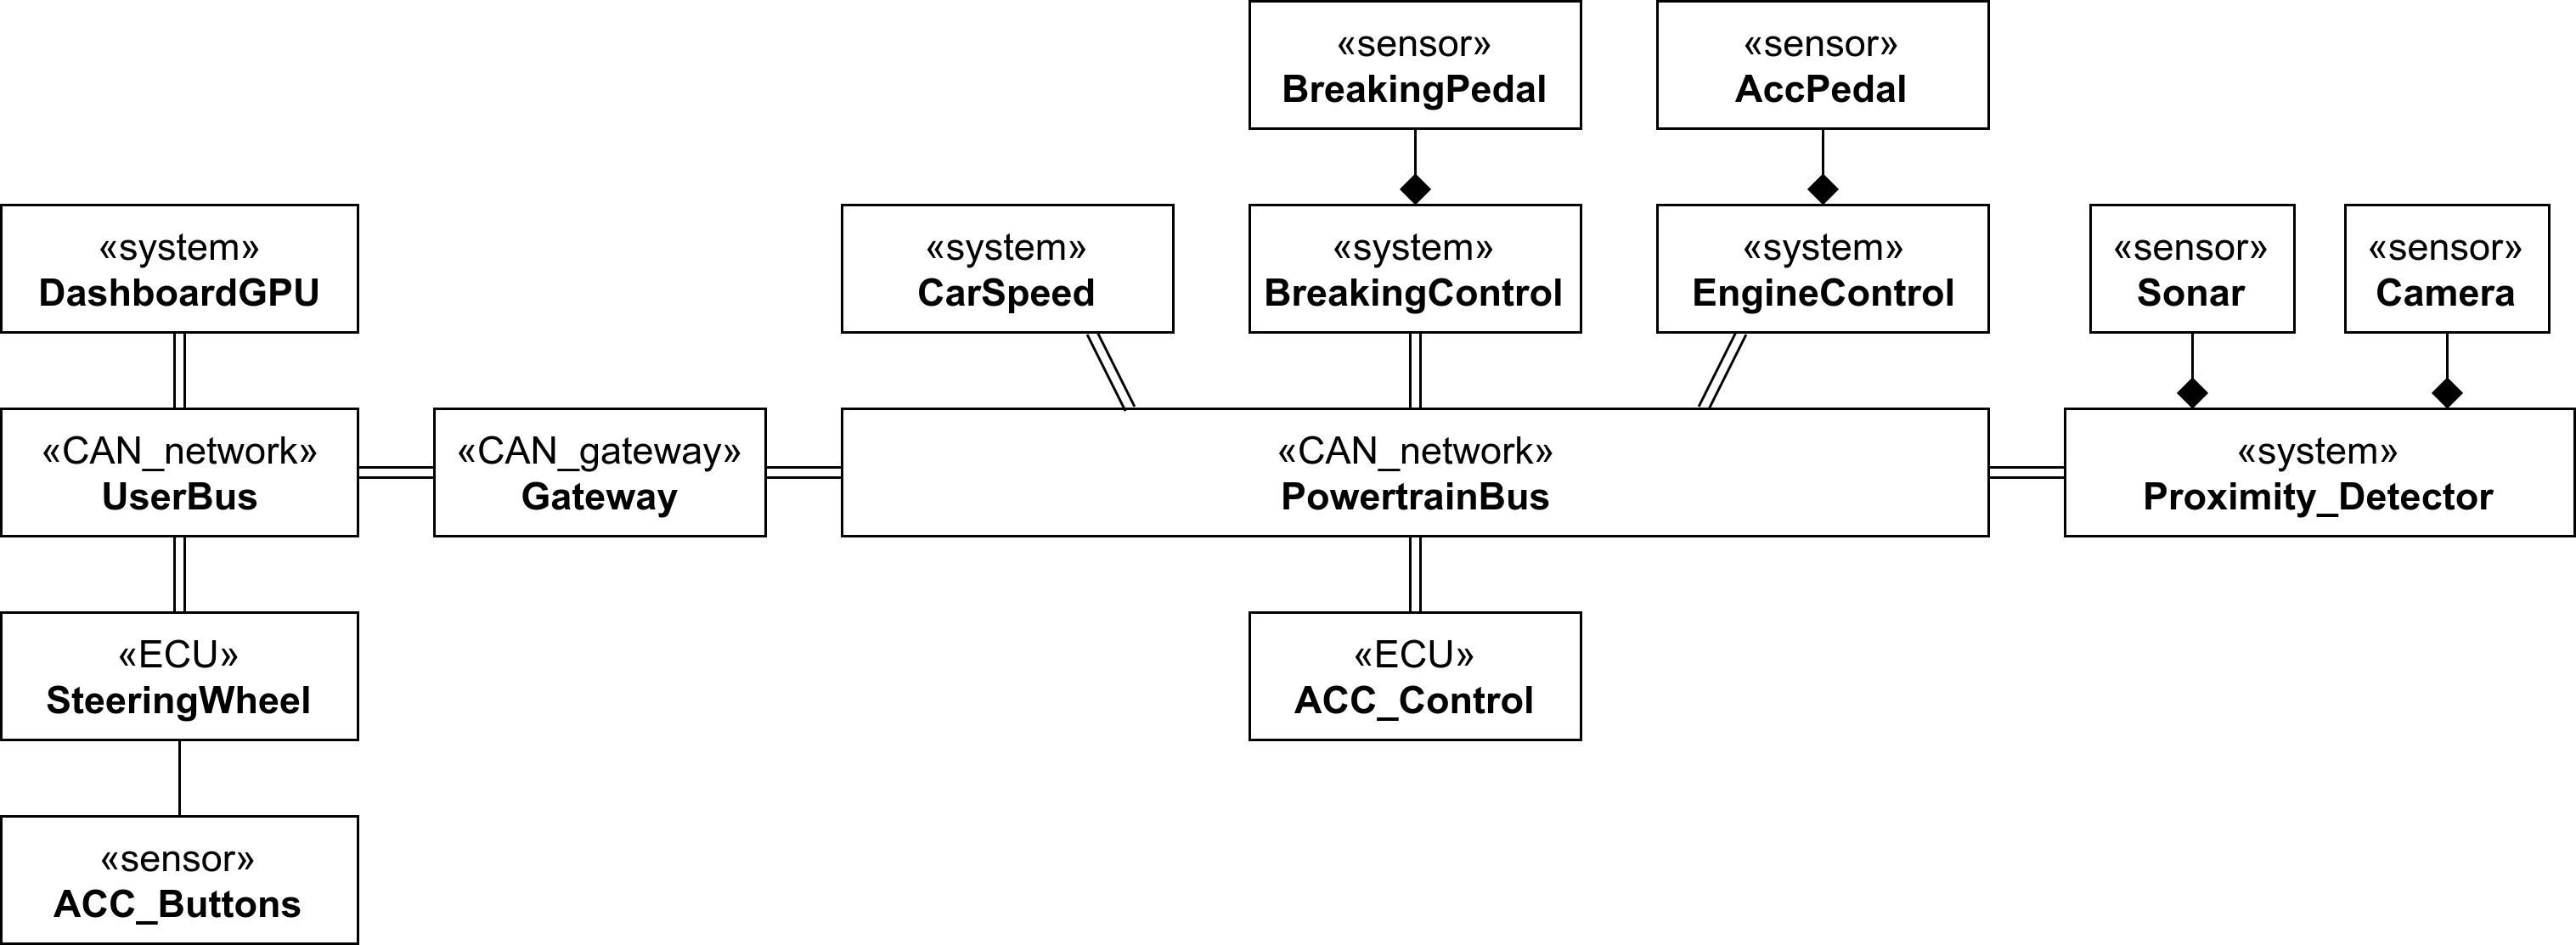 «sensor»
BreakingPedal
«sensor»
AccPedal
«system»
DashboardGPU
«system»
CarSpeed
«system»
BreakingControl
«system»
EngineControl
«sensor»
Sonar
«sensor»
Camera
«CAN_network»
UserBus
«CAN_gateway»
Gateway
«CAN_network»
PowertrainBus
«system»
Proximity_Detector
«ECU»
SteeringWheel
«ECU»
ACC_Control
«sensor»
ACC_Buttons